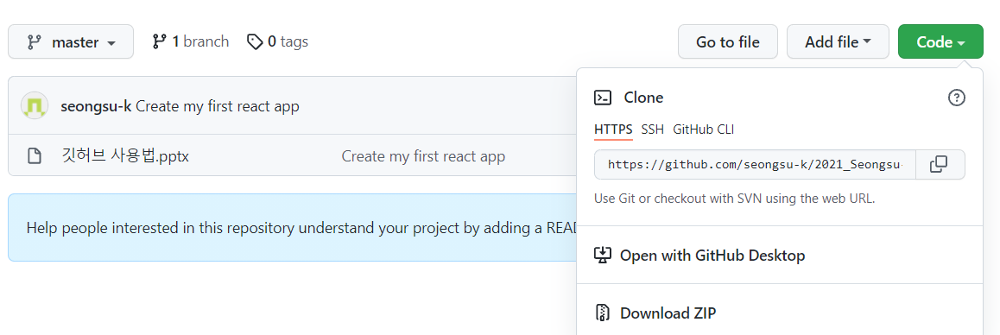 master
1 branch
0 tags
Go to file
Add file
Code
seongsu-k Create my first react app
깃허브 사용법.pptx
Create my first react app
Help people interested in this repository understand your project by adding a
Clone
HTTPS SSH GitHub CLI
https://github.com/seongsu-k/2021_Seongsu-
Use Git or checkout with SVN using the web URL.
Open with GitHub Desktop
Download ZIP